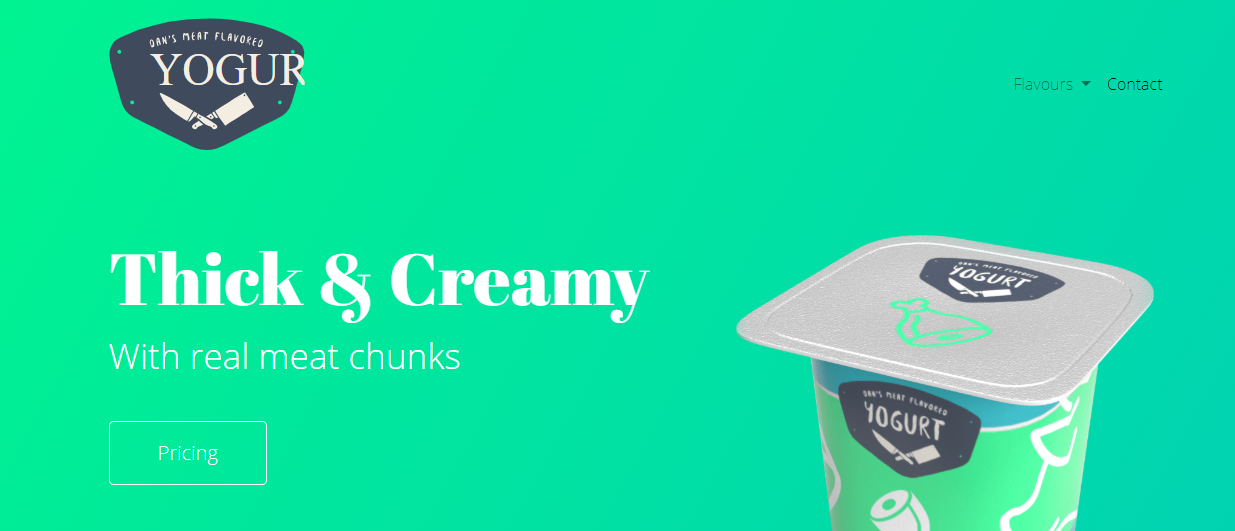 DAN'S MEAT FLAVORED
YOGUR
Flavours
Contact
Thick & Creamy
With real meat chunks
Pricing
DAN'S MEAT FLAVORED
YOGURT
DAN'S MEAT FLAVORED
YOGURT